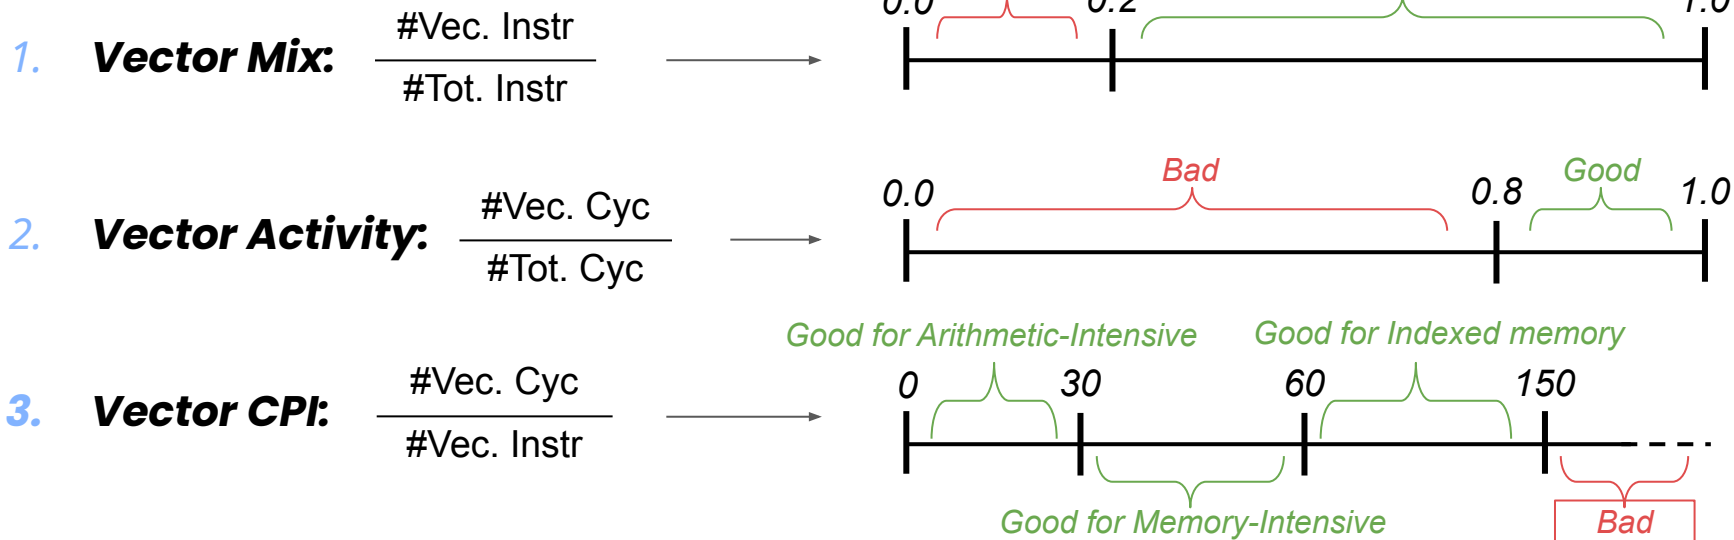 0.0 0.2 1.0
1. Vector Mix: #Vec. Instr
#Tot. Instr
Bad Good
0.0 0.8 1.0
2. Vector Activity: #Vec. Cyc
#Tot. Cyc
Good for Arithmetic-Intensive Good for Indexed memory
0 30 60 150
3. Vector CPI: #Vec. Cyc
#Vec. Instr
Good for Memory-Intensive Bad